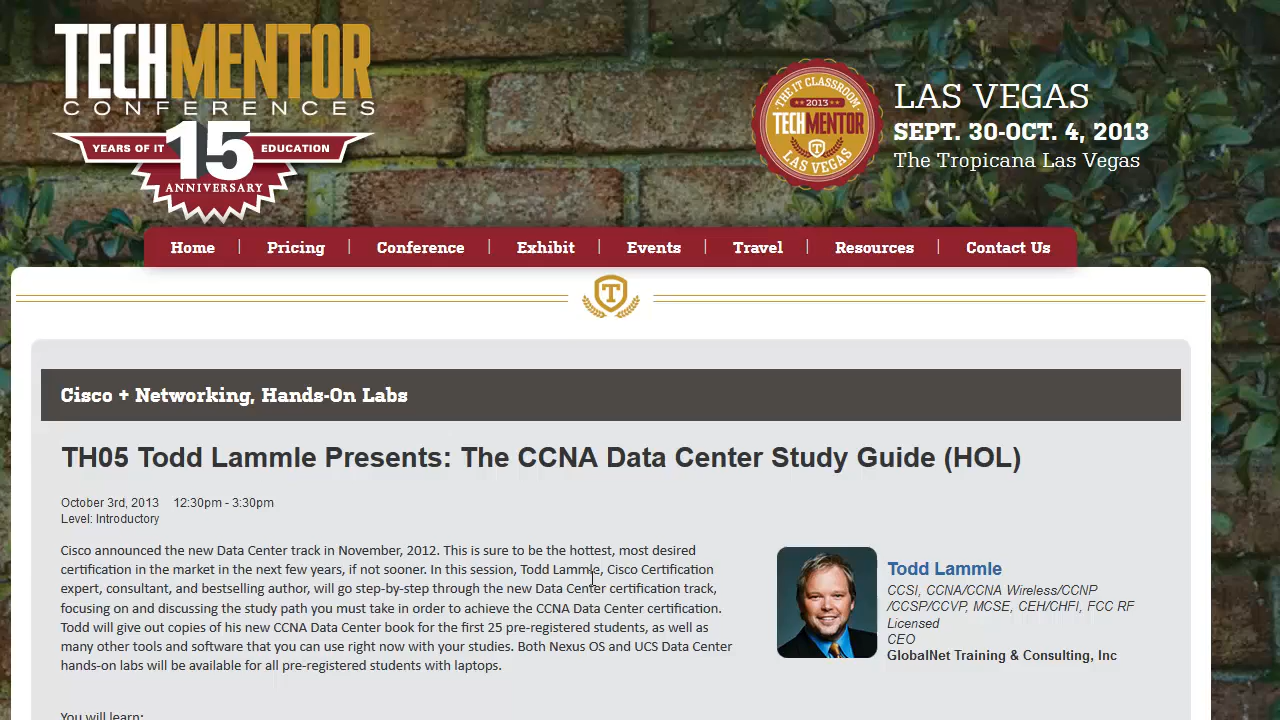 TECHMENTOR
CONFERENCES
YEARS OF IT 15 EDUCATION
ANNIVERSARY
THE IT CLASSROOM
2013
TECHMENTOR
T
LAS VEGAS
LAS VEGAS
SEPT. 30-OCT. 4, 2013
The Tropicana Las Vegas
Home | Pricing | Conference | Exhibit | Events | Travel | Resources | Contact Us
T
Cisco + Networking, Hands-On Labs
TH05 Todd Lammle Presents: The CCNA Data Center Study Guide (HOL)
October 3rd, 2013 12:30pm - 3:30pm
Level: Introductory
Cisco announced the new Data Center track in November, 2012. This is sure to be the hottest, most desired
certification in the market in the next few years, if not sooner. In this session, Todd Lammle, Cisco Certification
expert, consultant, and bestselling author, will go step-by-step through the new Data Center certification track,
focusing on and discussing the study path you must take in order to achieve the CCNA Data Center certification.
Todd will give out copies of his new CCNA Data Center book for the first 25 pre-registered students, as well as
many other tools and software that you can use right now with your studies. Both Nexus OS and UCS Data Center
hands-on labs will be available for all pre-registered students with laptops.
Todd Lammle
CCSI, CCNA/CCNA Wireless/CCNP
/CCSP/CCVP, MCSE, CEH/CHFI, FCC RF
Licensed
CEO
GlobalNet Training & Consulting, Inc
You will learn: